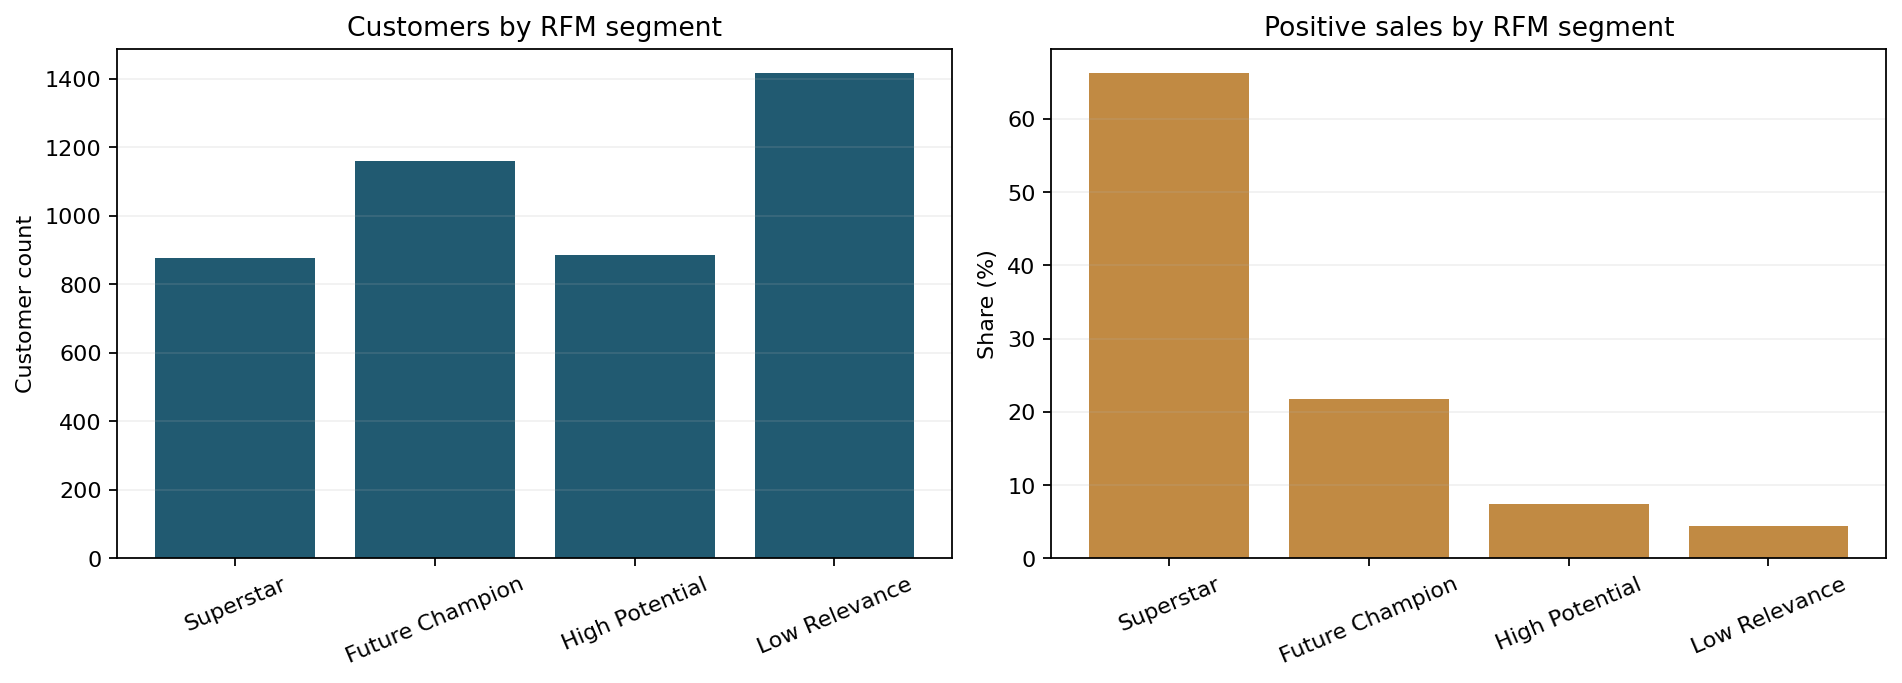 Customers by RFM segment
Customer count
1400
1200
1000
800
600
400
200
0
Superstar
Future Champion
High Potential
Low Relevance
Positive sales by RFM segment
Share (%)
60
50
40
30
20
10
0
Superstar
Future Champion
High Potential
Low Relevance